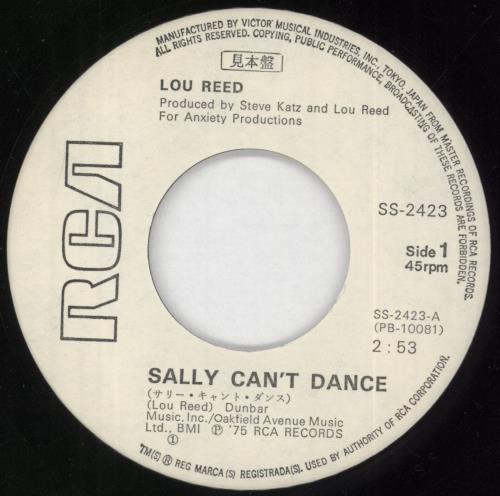 MANUFACTURED BY VICTOR MUSICAL INDUSTRIES, INC., TOKYO, JAPAN FROM MASTER RECORDINGS OF RCA RECORDS.
ALL RIGHTS RESERVED. COPYING, PUBLIC PERFORMANCE, BROADCASTING OF THESE RECORDS ARE FORBIDDEN.
見本盤
LOU REED
Produced by Steve Katz and Lou Reed
For Anxiety Productions
RCA
SS-2423
Side 1
45rpm
SS-2423-A
(PB-10081)
2:53
SALLY CAN'T DANCE
(サリー・キャント・ダンス)
(Lou Reed) Dunbar
Music, Inc./Oakfield Avenue Music
Ltd., BMI ℗ '75 RCA RECORDS
①
TM(S) ® REG MARCA(S) REGISTRADA(S). USED BY AUTHORITY OF RCA CORPORATION.